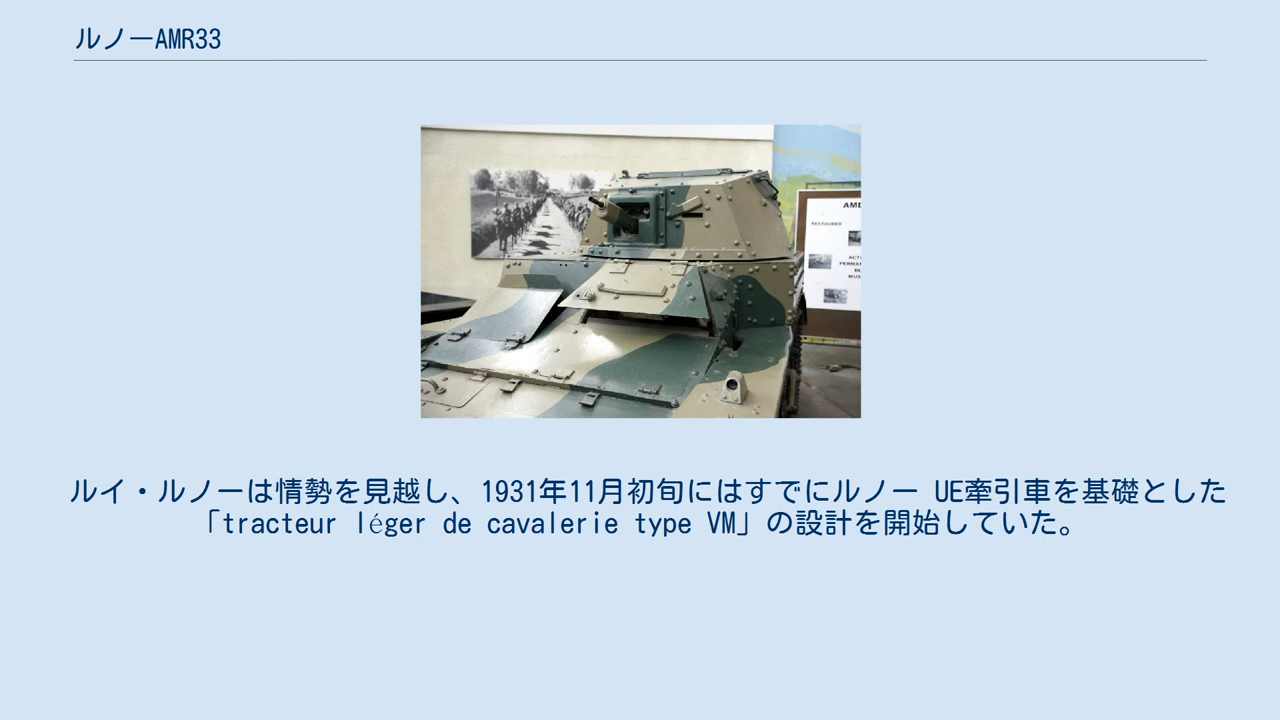 ルノーAMR33
AMD
RESTAURER
ルイ・ルノーは情勢を見越し、1931年11月初旬にはすでにルノー UE牽引車を基礎とした
「tracteur léger de cavalerie type VM」の設計を開始していた。